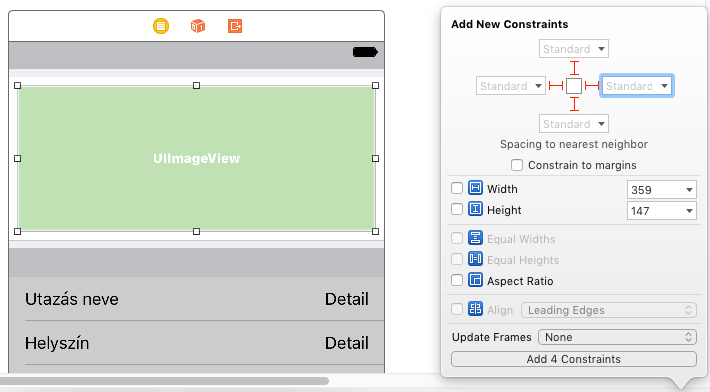 UIImageView
Utazás neve Detail
Helyszín Detail
Add New Constraints
Standard
Standard Standard
Standard
Spacing to nearest neighbor
Constrain to margins
Width 359
Height 147
Equal Widths
Equal Heights
Aspect Ratio
Align Leading Edges
Update Frames None
Add 4 Constraints